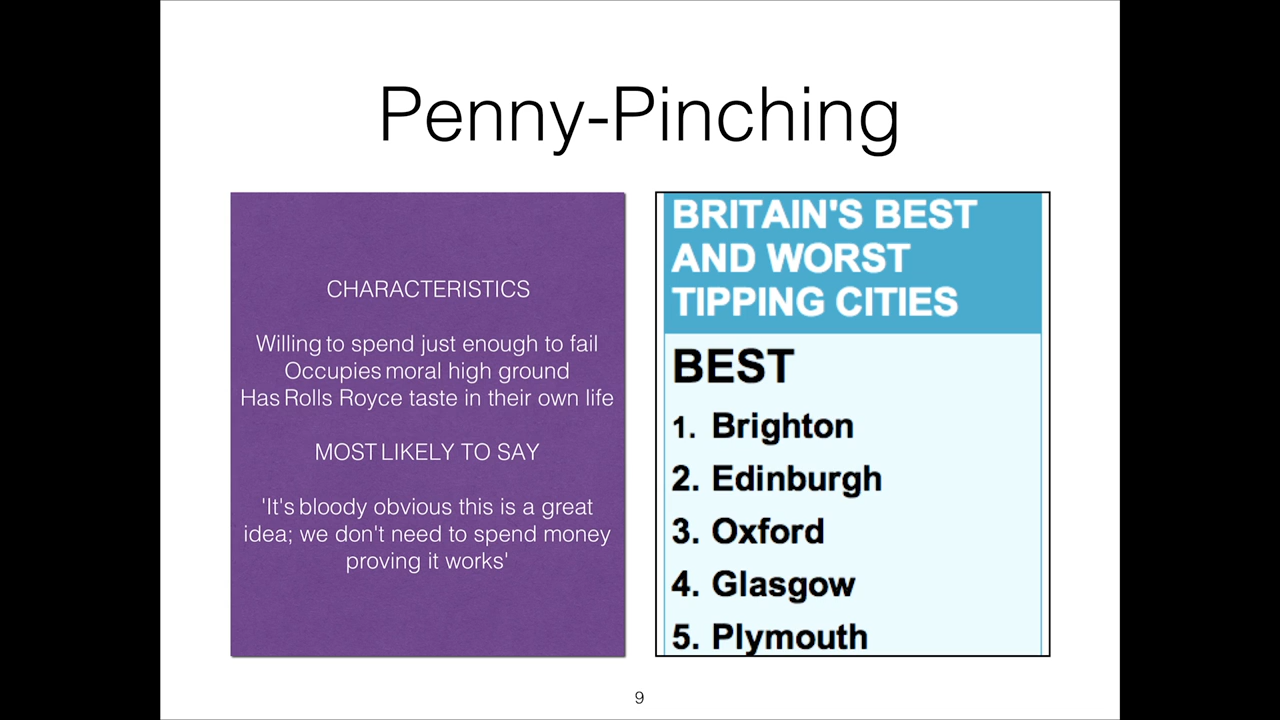 Penny-Pinching
CHARACTERISTICS
Willing to spend just enough to fail
Occupies moral high ground
Has Rolls Royce taste in their own life
MOST LIKELY TO SAY
'It's bloody obvious this is a great
idea; we don't need to spend money
proving it works'
BRITAIN'S BEST
AND WORST
TIPPING CITIES
BEST
1. Brighton
2. Edinburgh
3. Oxford
4. Glasgow
5. Plymouth
9